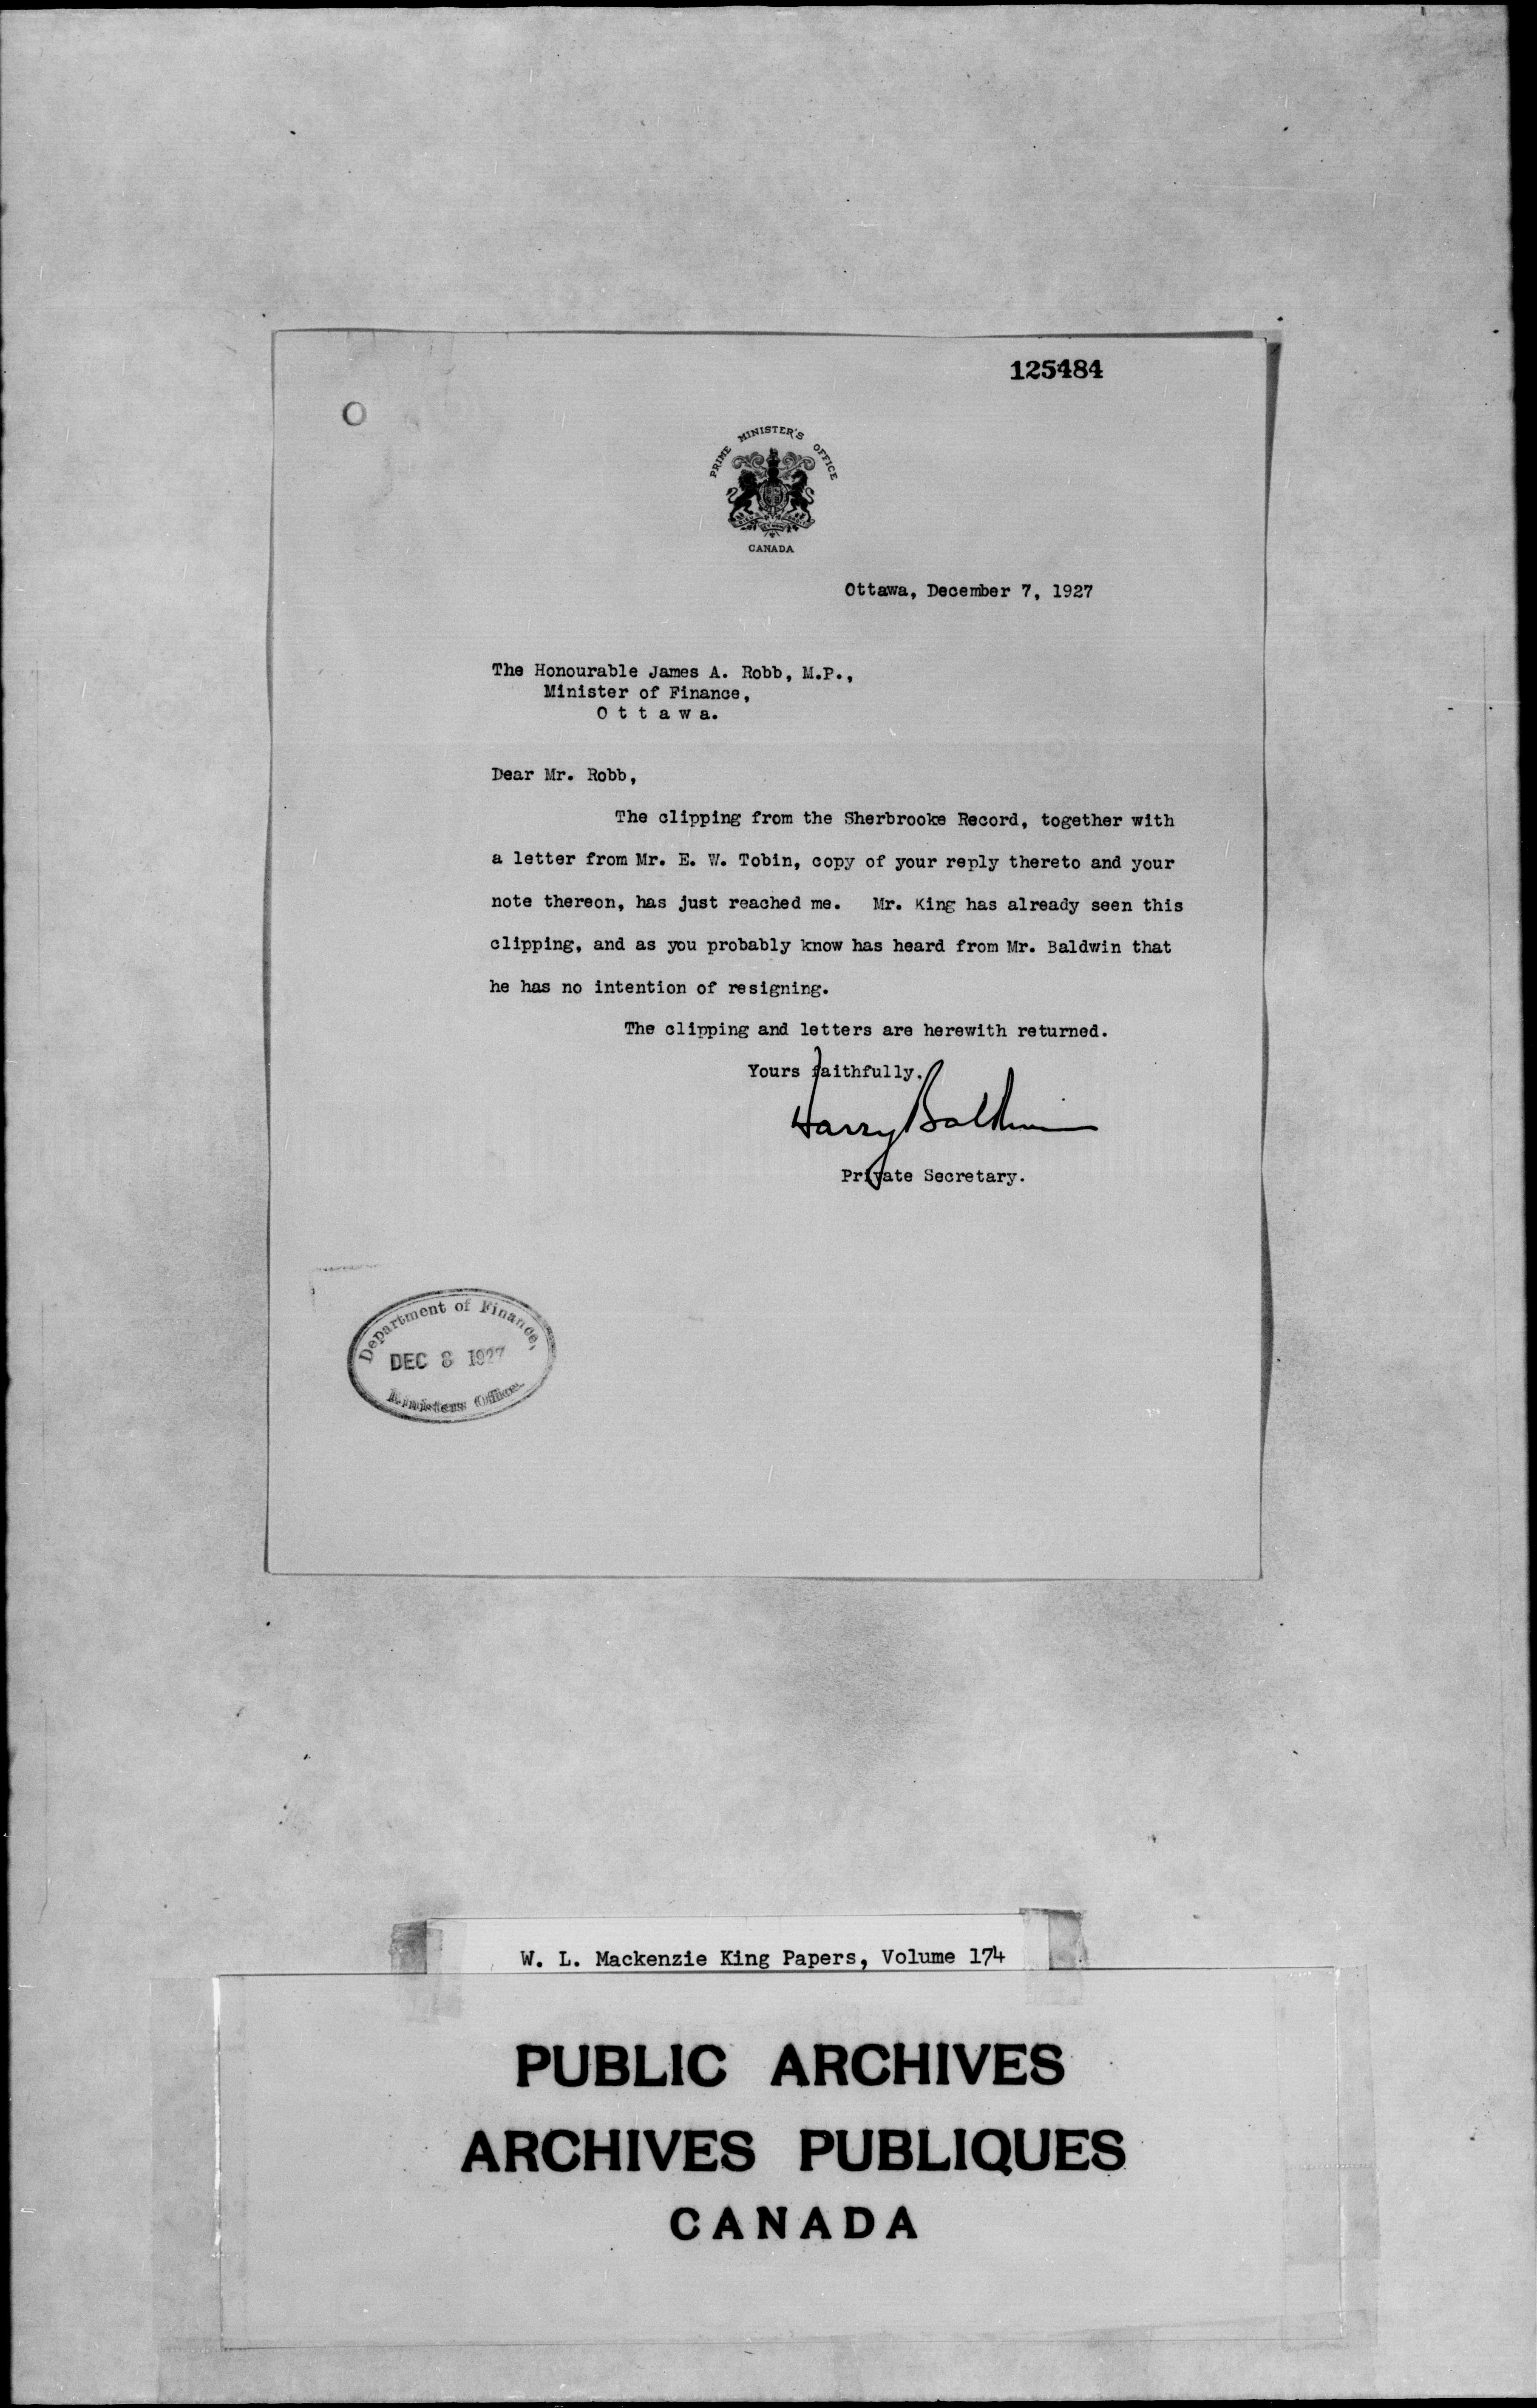 125484
PRIME MINISTER'S OFFICE
CANADA
Ottawa, December 7, 1927
The Honourable James A. Robb, M.P.,
Minister of Finance,
O t t a w a.
Dear Mr. Robb,
The clipping from the Sherbrooke Record, together with
a letter from Mr. E. W. Tobin, copy of your reply thereto and your
note thereon, has just reached me. Mr. King has already seen this
clipping, and as you probably know has heard from Mr. Baldwin that
he has no intention of resigning.
The clipping and letters are herewith returned.
Yours faithfully.
Harry Baldwin
Private Secretary.
Department of Finance,
DEC 8 1927
Ministers Office.
W. L. Mackenzie King Papers, Volume 174
PUBLIC ARCHIVES
ARCHIVES PUBLIQUES
CANADA